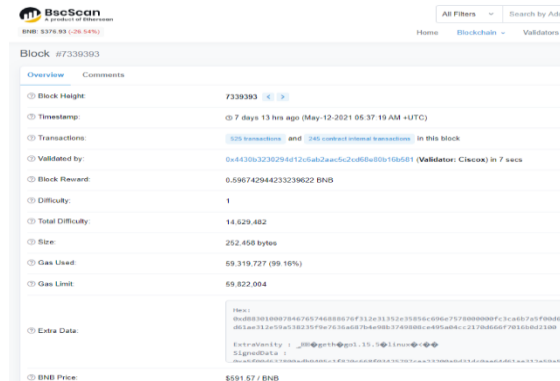 BscScan
A product of Etherscan
All Filters
Search by Add
BNB: $376.93 (-26.54%)
Home Blockchain Validators
Block #7339393
Overview Comments
Block Height: 7339393
Timestamp: 7 days 13 hrs ago (May-12-2021 05:37:19 AM +UTC)
Transactions: 525 transactions and 245 contract internal transactions in this block
Validated by: (Validator: Ciscox) in 7 secs
Block Reward: 0.596742944233239622 BNB
Difficulty: 1
Total Difficulty: 14,629,482
Size: 252,458 bytes
Gas Used: 59,319,727 (99.16%)
Gas Limit: 59,822,004
Extra Data:
Hex:
ExtraVanity :
SignedData :
BNB Price: $591.57 / BNB